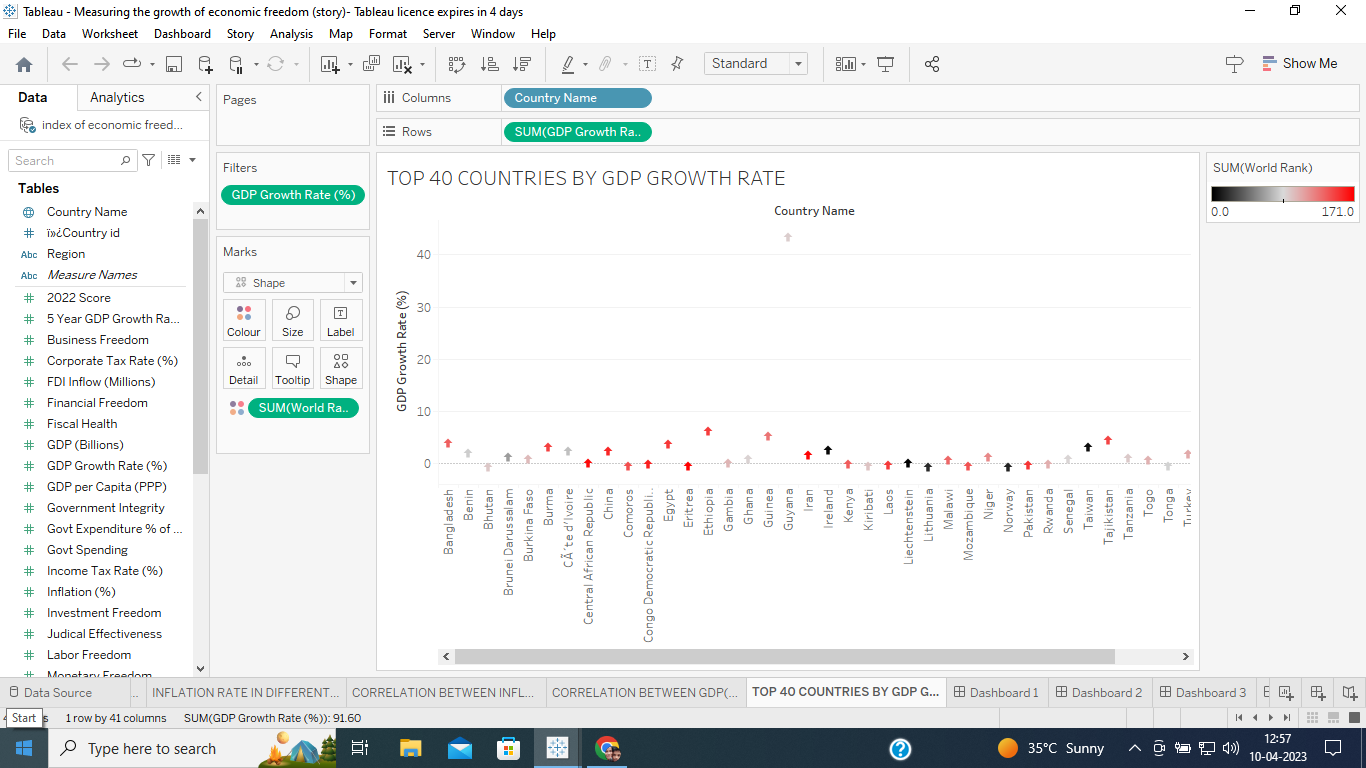 Tableau - Measuring the growth of economic freedom (story)- Tableau licence expires in 4 days
File Data Worksheet Dashboard Story Analysis Map Format Server Window Help
Standard
Show Me
Data Analytics
index of economic freed...
Search
Tables
Country Name
ï»¿Country id
Abc Region
Abc Measure Names
2022 Score
5 Year GDP Growth Ra...
Business Freedom
Corporate Tax Rate (%)
FDI Inflow (Millions)
Financial Freedom
Fiscal Health
GDP (Billions)
GDP Growth Rate (%)
GDP per Capita (PPP)
Government Integrity
Govt Expenditure % of ...
Govt Spending
Income Tax Rate (%)
Inflation (%)
Investment Freedom
Judical Effectiveness
Labor Freedom
Monetary Freedom
Pages
Filters
GDP Growth Rate (%)
Marks
Shape
Colour Size Label
Detail Tooltip Shape
SUM(World Ra..
Columns Country Name
Rows SUM(GDP Growth Ra..
TOP 40 COUNTRIES BY GDP GROWTH RATE
Country Name
GDP Growth Rate (%)
40
30
20
10
0
Bangladesh
Benin
Bhutan
Brunei Darussalam
Burkina Faso
Burma
CÃ´te d'Ivoire
Central African Republic
China
Comoros
Congo Democratic Republi..
Egypt
Eritrea
Ethiopia
Gambia
Ghana
Guinea
Guyana
Iran
Ireland
Kenya
Kiribati
Laos
Liechtenstein
Lithuania
Malawi
Mozambique
Niger
Norway
Pakistan
Rwanda
Senegal
Taiwan
Tajikistan
Tanzania
Togo
Tonga
Turkey
SUM(World Rank)
0.0 171.0
Data Source
INFLATION RATE IN DIFFERENT...
CORRELATION BETWEEN INFL...
CORRELATION BETWEEN GDP(...
TOP 40 COUNTRIES BY GDP G...
Dashboard 1
Dashboard 2
Dashboard 3
Start
1 row by 41 columns
SUM(GDP Growth Rate (%)): 91.60
Type here to search
35°C Sunny
12:57
10-04-2023